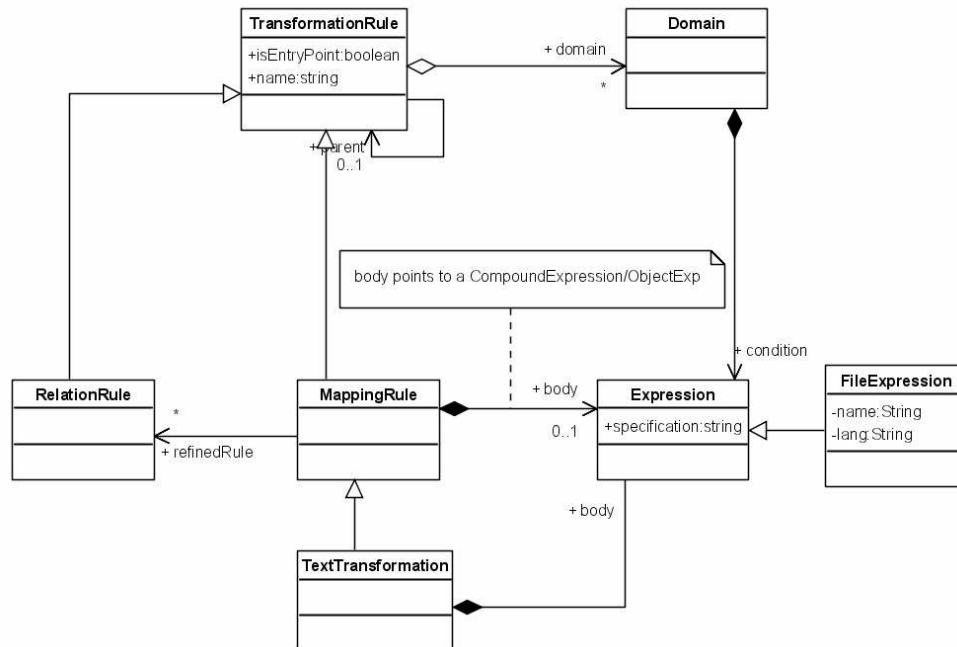 TransformationRule
+isEntryPoint:boolean
+name:string
Domain
+ domain
*
+ parent
0..1
body points to a CompoundExpression/ObjectExp
+ condition
RelationRule
*
+ refinedRule
MappingRule
+ body
0..1
Expression
+specification:string
FileExpression
-name:String
-lang:String
+ body
TextTransformation